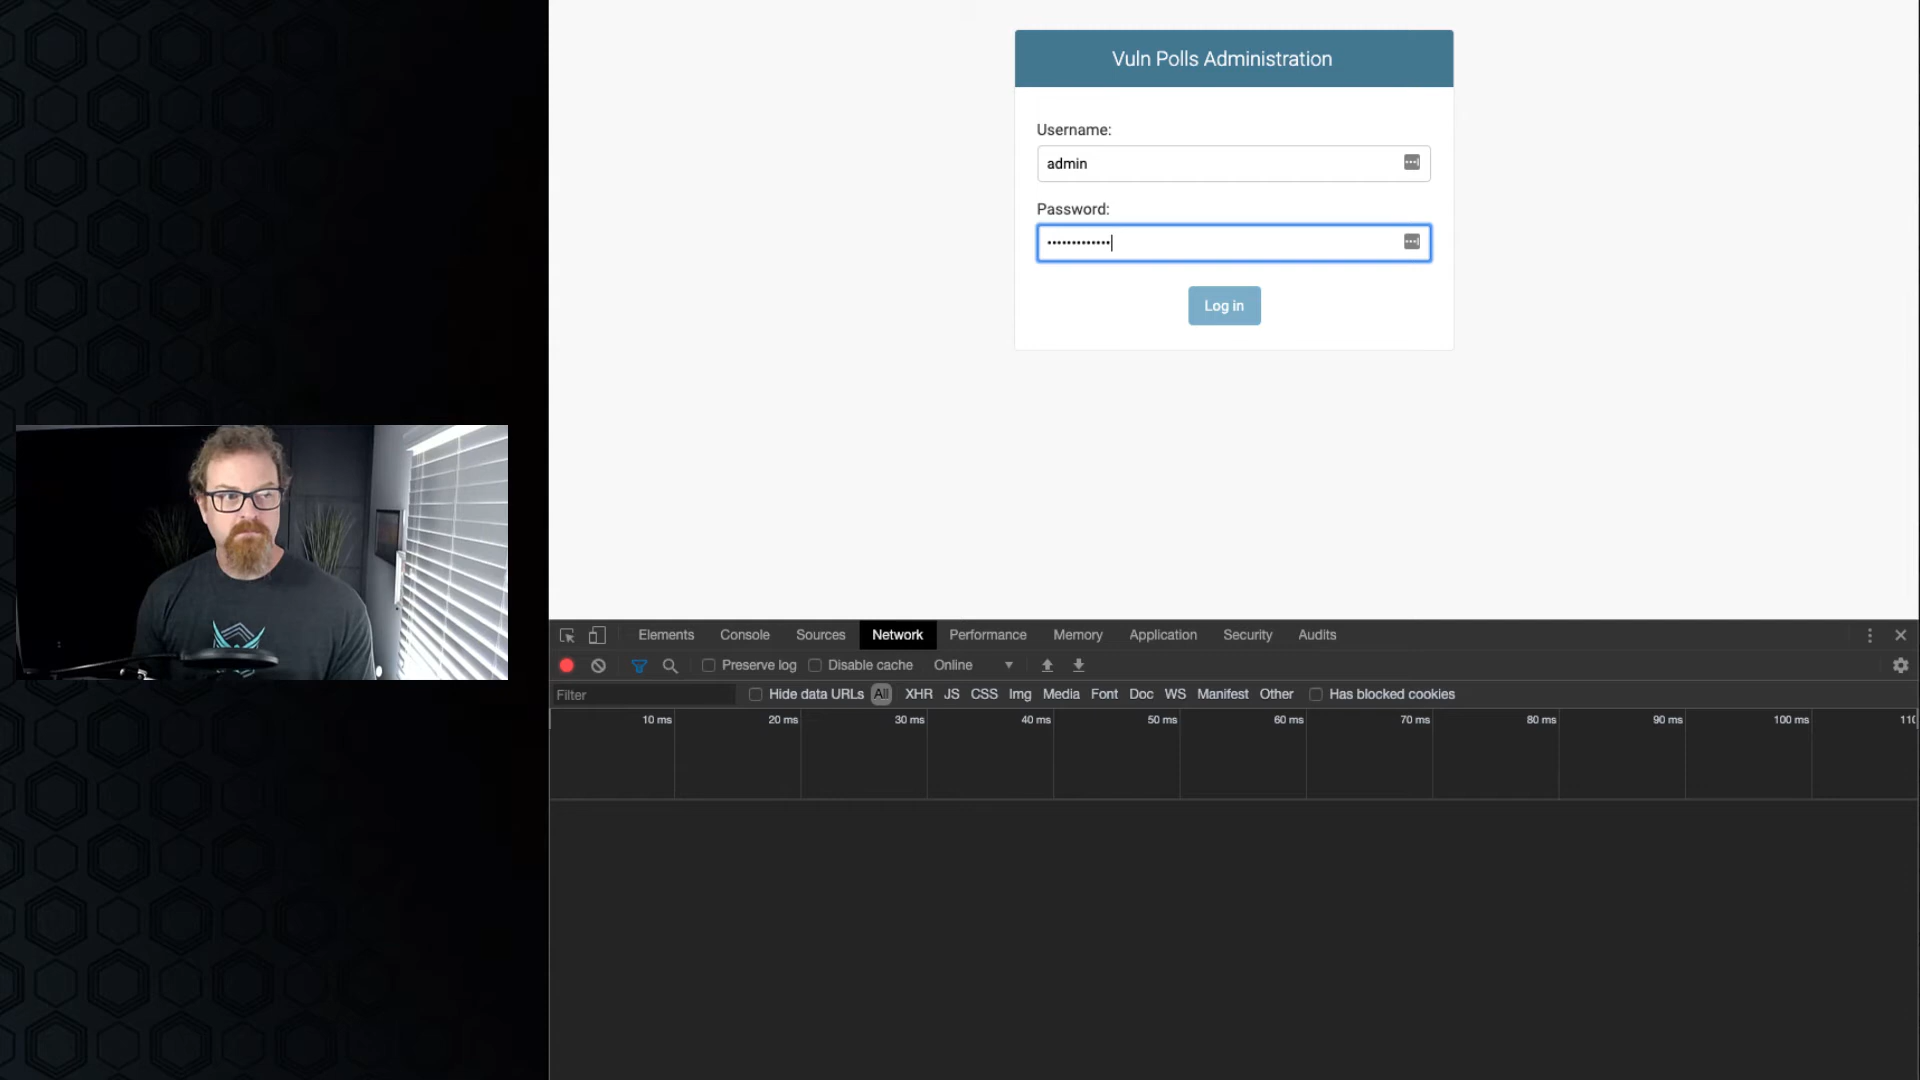 Vuln Polls Administration
Username:
admin
Password:
•••••••••••••
Log in
Elements Console Sources Network Performance Memory Application Security Audits
Preserve log Disable cache Online
Filter Hide data URLs All XHR JS CSS Img Media Font Doc WS Manifest Other Has blocked cookies
10 ms 20 ms 30 ms 40 ms 50 ms 60 ms 70 ms 80 ms 90 ms 100 ms 110